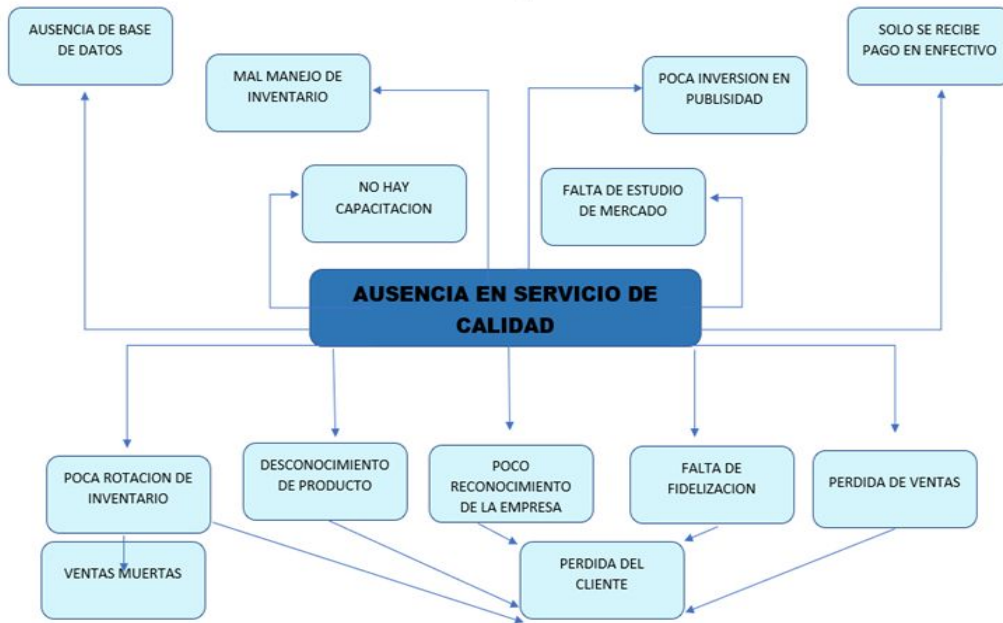 AUSENCIA DE BASE
DE DATOS
MAL MANEJO DE
INVENTARIO
POCA INVERSION EN
PUBLISIDAD
SOLO SE RECIBE
PAGO EN ENFECTIVO
NO HAY
CAPACITACION
FALTA DE ESTUDIO
DE MERCADO
AUSENCIA EN SERVICIO DE
CALIDAD
POCA ROTACION DE
INVENTARIO
DESCONOCIMIENTO
DE PRODUCTO
POCO
RECONOCIMIENTO
DE LA EMPRESA
FALTA DE
FIDELIZACION
PERDIDA DE VENTAS
VENTAS MUERTAS
PERDIDA DEL
CLIENTE